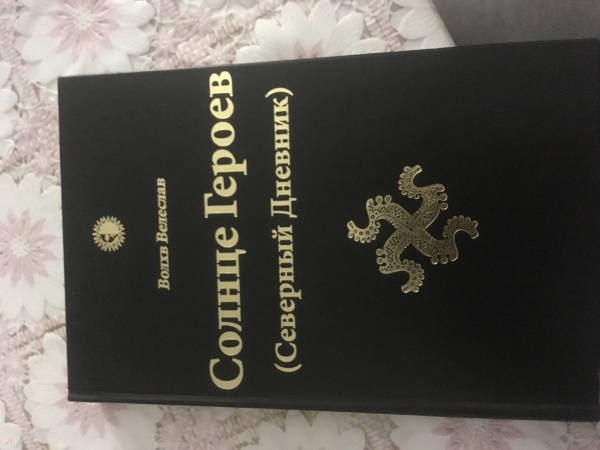 Волхв Велеслав
Солнце Героев
(Северный Дневник)